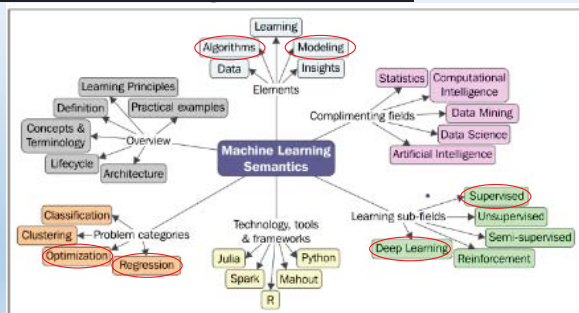 Learning
Algorithms
Modeling
Data
Insights
Elements
Learning Principles
Definition
Practical examples
Concepts &
Terminology
Overview
Lifecycle
Architecture
Machine Learning
Semantics
Statistics
Computational
Intelligence
Complimenting fields
Data Mining
Data Science
Artificial Intelligence
Classification
Clustering
Problem categories
Optimization
Regression
Technology, tools
& frameworks
Julia
Python
Spark
Mahout
R
Learning sub-fields
Supervised
Unsupervised
Semi-supervised
Deep Learning
Reinforcement